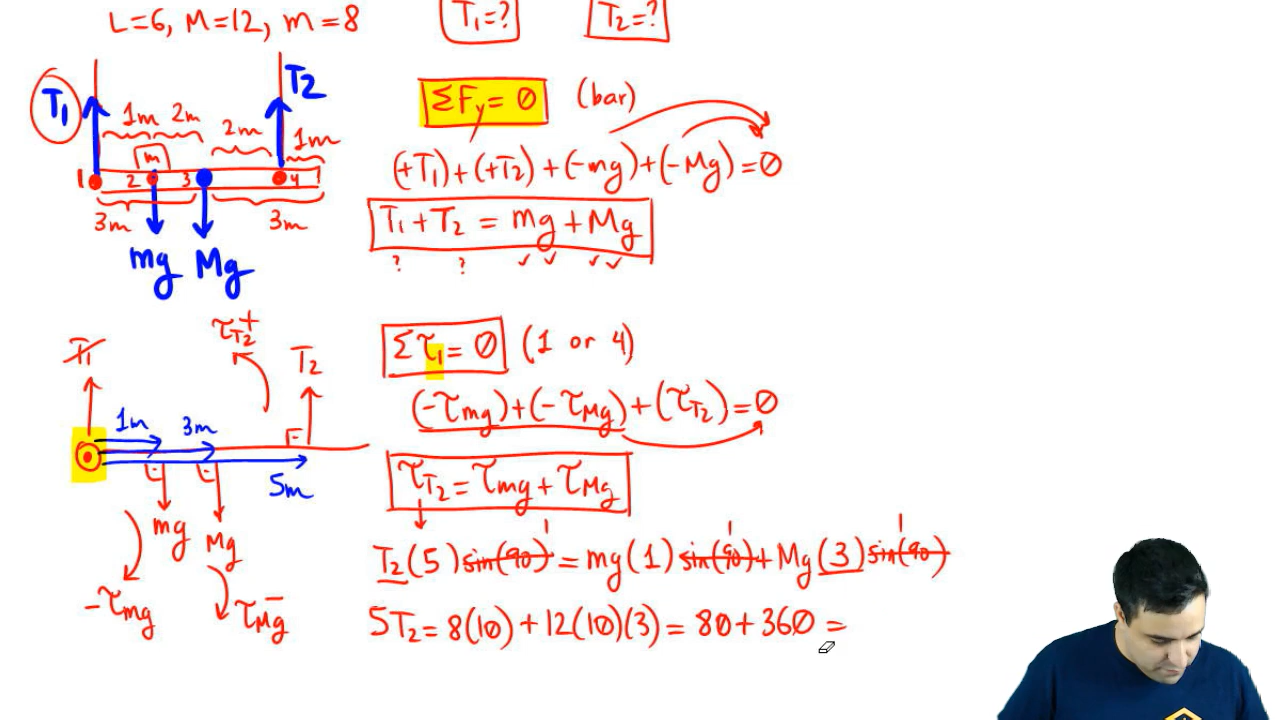 L=6, M=12, m=8
T1=?
T2=?
T1
T2
ΣFy = 0 (bar)
1m 2m
2m
1m
m
(+T1)+(+T2)+(-mg)+(-Mg)=0
1 2 3 4
3m 3m
T1+T2 = mg+Mg
? ? ✓ ✓ ✓ ✓
mg Mg
τT2+
T1
T2
Στ1 = 0 (1 or 4)
(-τmg)+(-τMg)+(τT2)=0
1m 3m
5m
τT2=τmg+τMg
mg
Mg
1 1 1
T2(5)sin(90)=mg(1)sin(90)+Mg(3)sin(90)
-τmg
τMg-
5T2=8(10)+12(10)(3)=80+360=